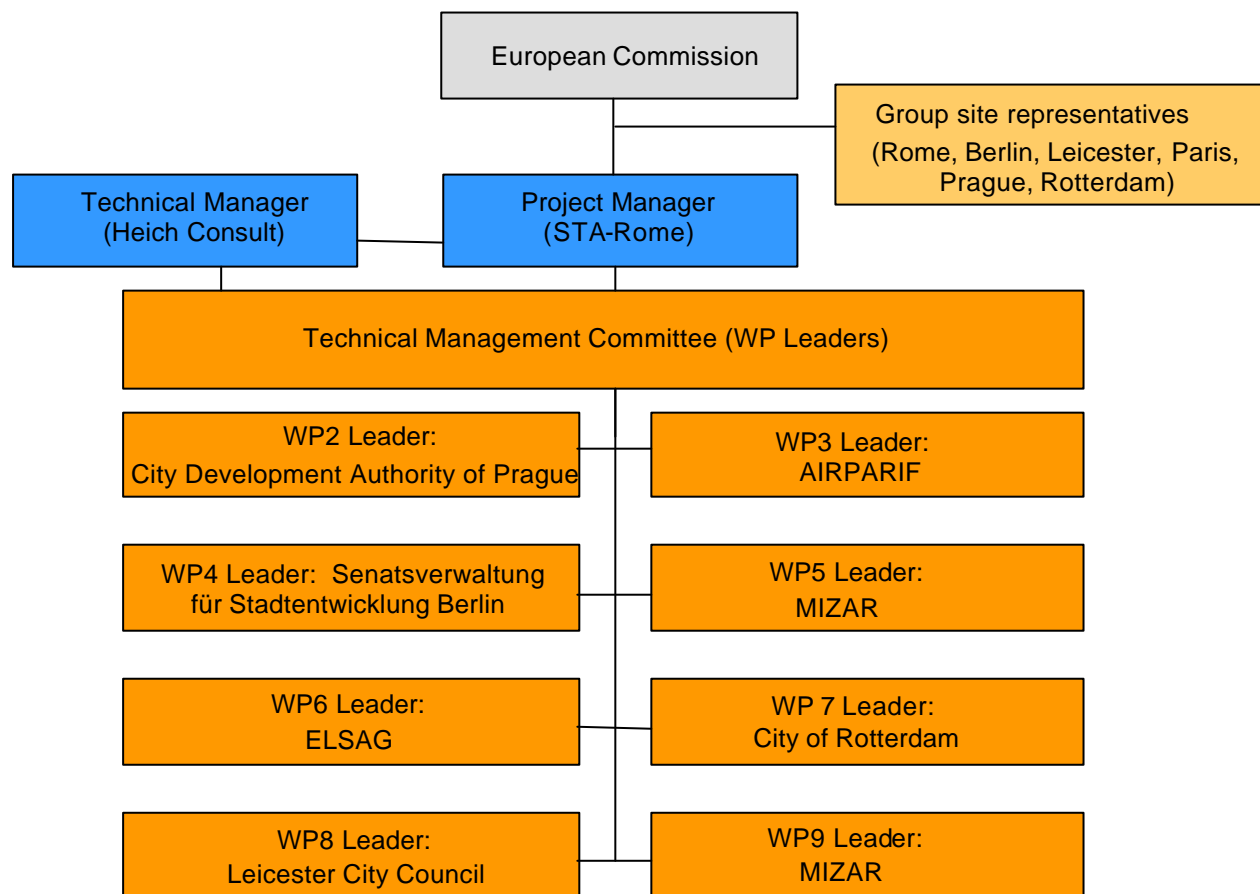 European Commission
Group site representatives
(Rome, Berlin, Leicester, Paris,
Prague, Rotterdam)
Technical Manager
(Heich Consult)
Project Manager
(STA-Rome)
Technical Management Committee (WP Leaders)
WP2 Leader:
City Development Authority of Prague
WP3 Leader:
AIRPARIF
WP4 Leader: Senatsverwaltung
für Stadtentwicklung Berlin
WP5 Leader:
MIZAR
WP6 Leader:
ELSAG
WP 7 Leader:
City of Rotterdam
WP8 Leader:
Leicester City Council
WP9 Leader:
MIZAR